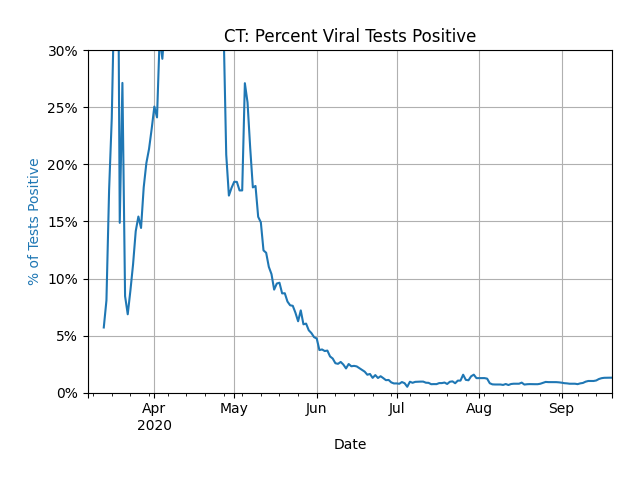 CT: Percent Viral Tests Positive
30%
25%
20%
15%
10%
5%
0%
% of Tests Positive
Apr May Jun Jul Aug Sep
2020
Date